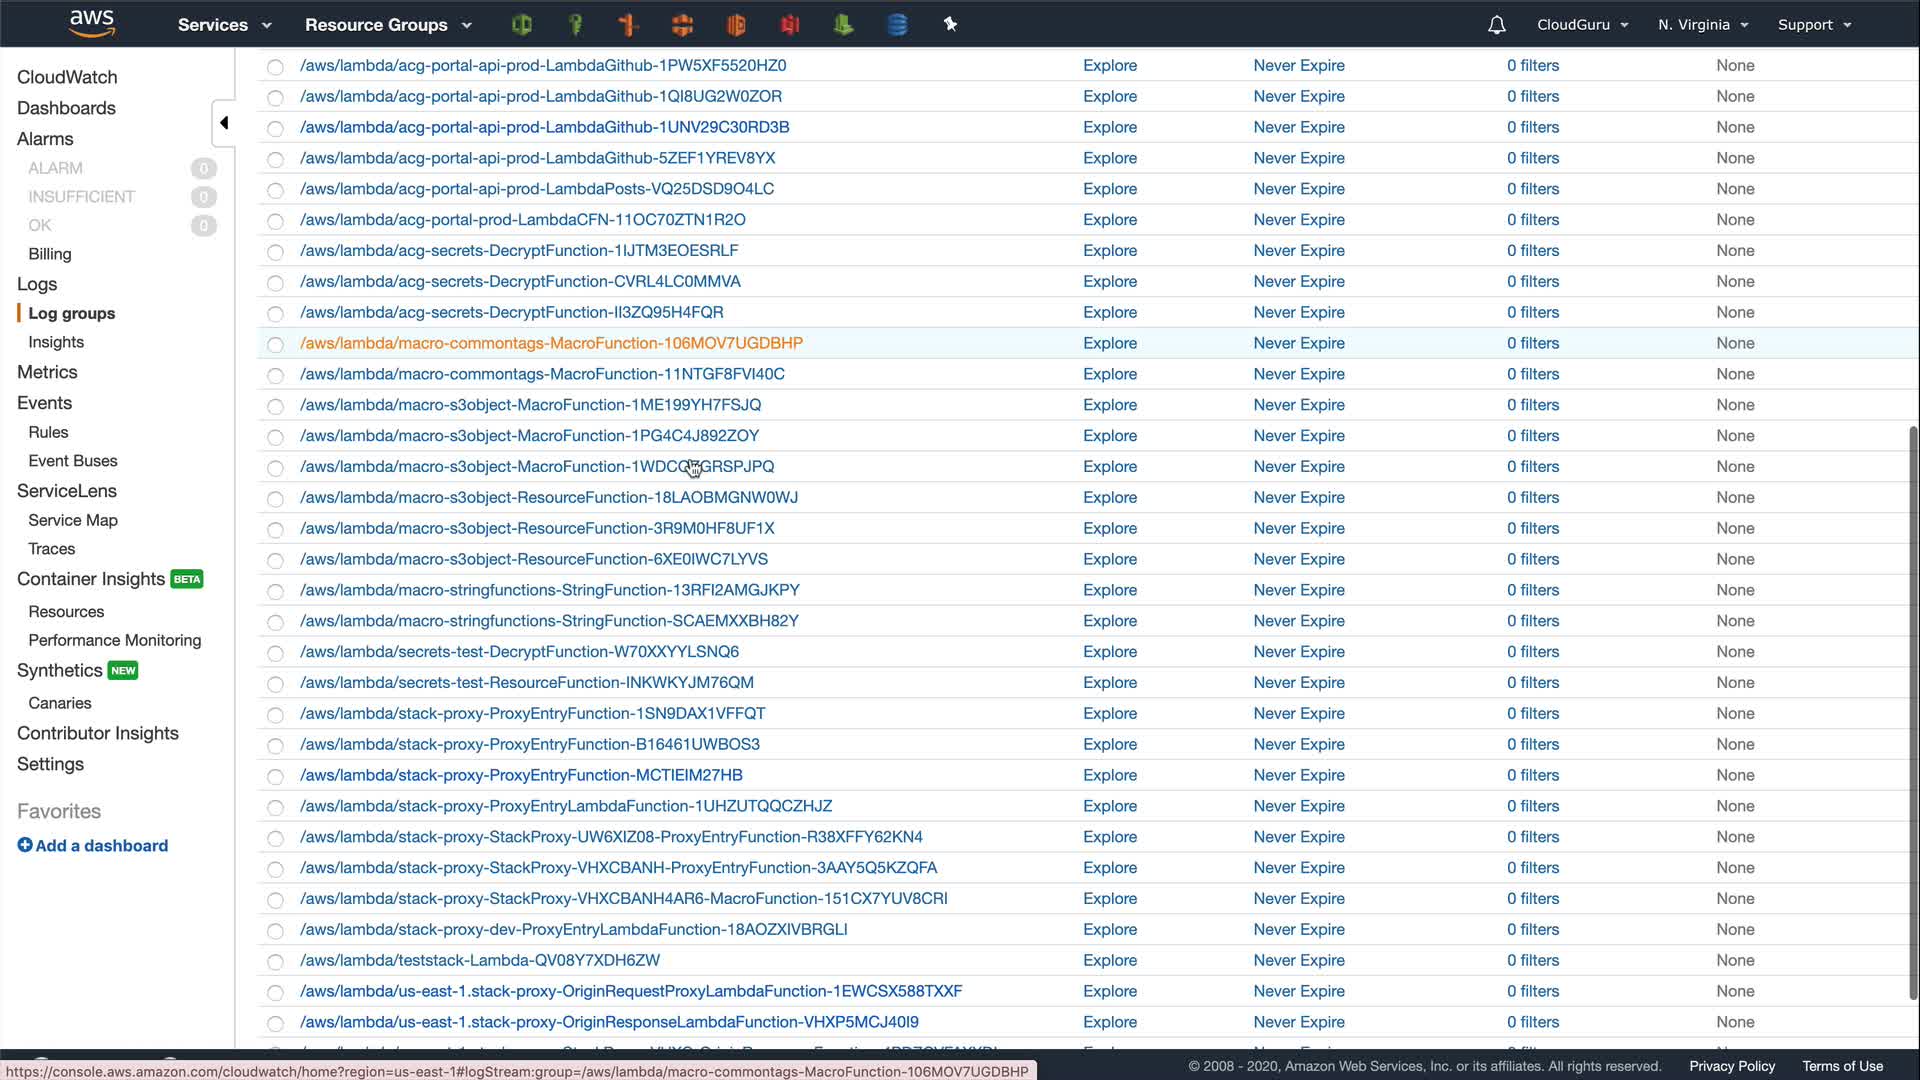 aws Services Resource Groups CloudGuru N. Virginia Support
CloudWatch
Dashboards
Alarms
ALARM 0
INSUFFICIENT 0
OK 0
Billing
Logs
Log groups
Insights
Metrics
Events
Rules
Event Buses
ServiceLens
Service Map
Traces
Container Insights BETA
Resources
Performance Monitoring
Synthetics NEW
Canaries
Contributor Insights
Settings
Favorites
Add a dashboard
/aws/lambda/acg-portal-api-prod-LambdaGithub-1PW5XF5520HZ0 Explore Never Expire 0 filters None
/aws/lambda/acg-portal-api-prod-LambdaGithub-1QI8UG2W0ZOR Explore Never Expire 0 filters None
/aws/lambda/acg-portal-api-prod-LambdaGithub-1UNV29C30RD3B Explore Never Expire 0 filters None
/aws/lambda/acg-portal-api-prod-LambdaGithub-5ZEF1YREV8YX Explore Never Expire 0 filters None
/aws/lambda/acg-portal-api-prod-LambdaPosts-VQ25DSD9O4LC Explore Never Expire 0 filters None
/aws/lambda/acg-portal-prod-LambdaCFN-11OC70ZTN1R2O Explore Never Expire 0 filters None
/aws/lambda/acg-secrets-DecryptFunction-1IJTM3EOESRLF Explore Never Expire 0 filters None
/aws/lambda/acg-secrets-DecryptFunction-CVRL4LC0MMVA Explore Never Expire 0 filters None
/aws/lambda/acg-secrets-DecryptFunction-II3ZQ95H4FQR Explore Never Expire 0 filters None
/aws/lambda/macro-commontags-MacroFunction-106MOV7UGDBHP Explore Never Expire 0 filters None
/aws/lambda/macro-commontags-MacroFunction-11NTGF8FVI40C Explore Never Expire 0 filters None
/aws/lambda/macro-s3object-MacroFunction-1ME199YH7FSJQ Explore Never Expire 0 filters None
/aws/lambda/macro-s3object-MacroFunction-1PG4C4J892ZOY Explore Never Expire 0 filters None
Explore Never Expire 0 filters None
/aws/lambda/macro-s3object-ResourceFunction-18LAOBMGNW0WJ Explore Never Expire 0 filters None
/aws/lambda/macro-s3object-ResourceFunction-3R9M0HF8UF1X Explore Never Expire 0 filters None
/aws/lambda/macro-s3object-ResourceFunction-6XE0IWC7LYVS Explore Never Expire 0 filters None
/aws/lambda/macro-stringfunctions-StringFunction-13RFI2AMGJKPY Explore Never Expire 0 filters None
/aws/lambda/macro-stringfunctions-StringFunction-SCAEMXXBH82Y Explore Never Expire 0 filters None
/aws/lambda/secrets-test-DecryptFunction-W70XXYYLSNQ6 Explore Never Expire 0 filters None
/aws/lambda/secrets-test-ResourceFunction-INKWKYJM76QM Explore Never Expire 0 filters None
/aws/lambda/stack-proxy-ProxyEntryFunction-1SN9DAX1VFFQT Explore Never Expire 0 filters None
/aws/lambda/stack-proxy-ProxyEntryFunction-B16461UWBOS3 Explore Never Expire 0 filters None
/aws/lambda/stack-proxy-ProxyEntryFunction-MCTIEIM27HB Explore Never Expire 0 filters None
/aws/lambda/stack-proxy-ProxyEntryLambdaFunction-1UHZUTQQCZHJZ Explore Never Expire 0 filters None
/aws/lambda/stack-proxy-StackProxy-UW6XIZ08-ProxyEntryFunction-R38XFFY62KN4 Explore Never Expire 0 filters None
/aws/lambda/stack-proxy-StackProxy-VHXCBANH-ProxyEntryFunction-3AAY5Q5KZQFA Explore Never Expire 0 filters None
/aws/lambda/stack-proxy-StackProxy-VHXCBANH4AR6-MacroFunction-151CX7YUV8CRI Explore Never Expire 0 filters None
/aws/lambda/stack-proxy-dev-ProxyEntryLambdaFunction-18AOZXIVBRGLI Explore Never Expire 0 filters None
/aws/lambda/teststack-Lambda-QV08Y7XDH6ZW Explore Never Expire 0 filters None
/aws/lambda/us-east-1.stack-proxy-OriginRequestProxyLambdaFunction-1EWCSX588TXXF Explore Never Expire 0 filters None
/aws/lambda/us-east-1.stack-proxy-OriginResponseLambdaFunction-VHXP5MCJ40I9 Explore Never Expire 0 filters None
https://console.aws.amazon.com/cloudwatch/home?region=us-east-1#logStream:group=/aws/lambda/macro-commontags-MacroFunction-106MOV7UGDBHP
© 2008 - 2020, Amazon Web Services, Inc. or its affiliates. All rights reserved. Privacy Policy Terms of Use